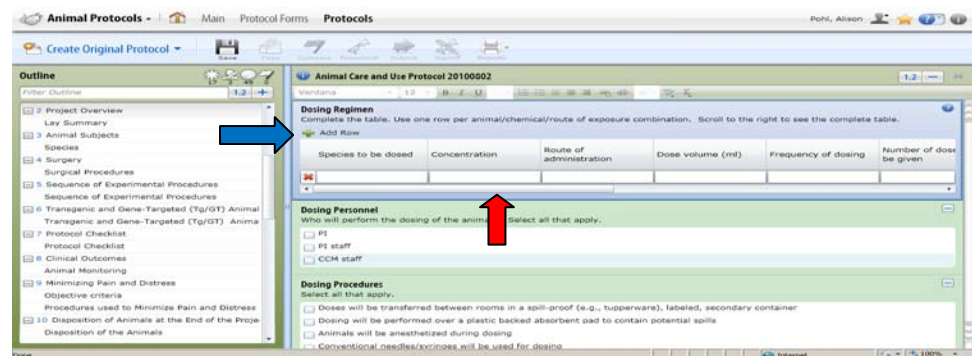 Animal Protocols - Main Protocol Forms Protocols Pohl, Alison
Create Original Protocol Save
Outline
Filter Outline 1.2
2 Project Overview
Lay Summary
3 Animal Subjects
Species
4 Surgery
Surgical Procedures
5 Sequence of Experimental Procedures
Sequence of Experimental Procedures
6 Transgenic and Gene-Targeted (Tg/GT) Animal
Transgenic and Gene-Targeted (Tg/GT) Anima
7 Protocol Checklist
Protocol Checklist
8 Clinical Outcomes
Animal Monitoring
9 Minimizing Pain and Distress
Objective criteria
Procedures used to Minimize Pain and Distress
10 Disposition of Animals at the End of the Proje
Disposition of the Animals
Animal Care and Use Protocol 20100802 1.2
Verdana 12 B I U
Dosing Regimen
Complete the table. Use one row per animal/chemical/route of exposure combination. Scroll to the right to see the complete table.
Add Row
Species to be dosed Concentration Route of administration Dose volume (ml) Frequency of dosing Number of dose be given
Dosing Personnel
Who will perform the dosing of the anima Select all that apply.
PI
PI staff
CCM staff
Dosing Procedures
Select all that apply.
Doses will be transferred between rooms in a spill-proof (e.g., tupperware), labeled, secondary container
Dosing will be performed over a plastic backed absorbent pad to contain potential spills
Animals will be anesthetized during dosing
Conventional needles/syringes will be used for dosing
Done Internet 100%